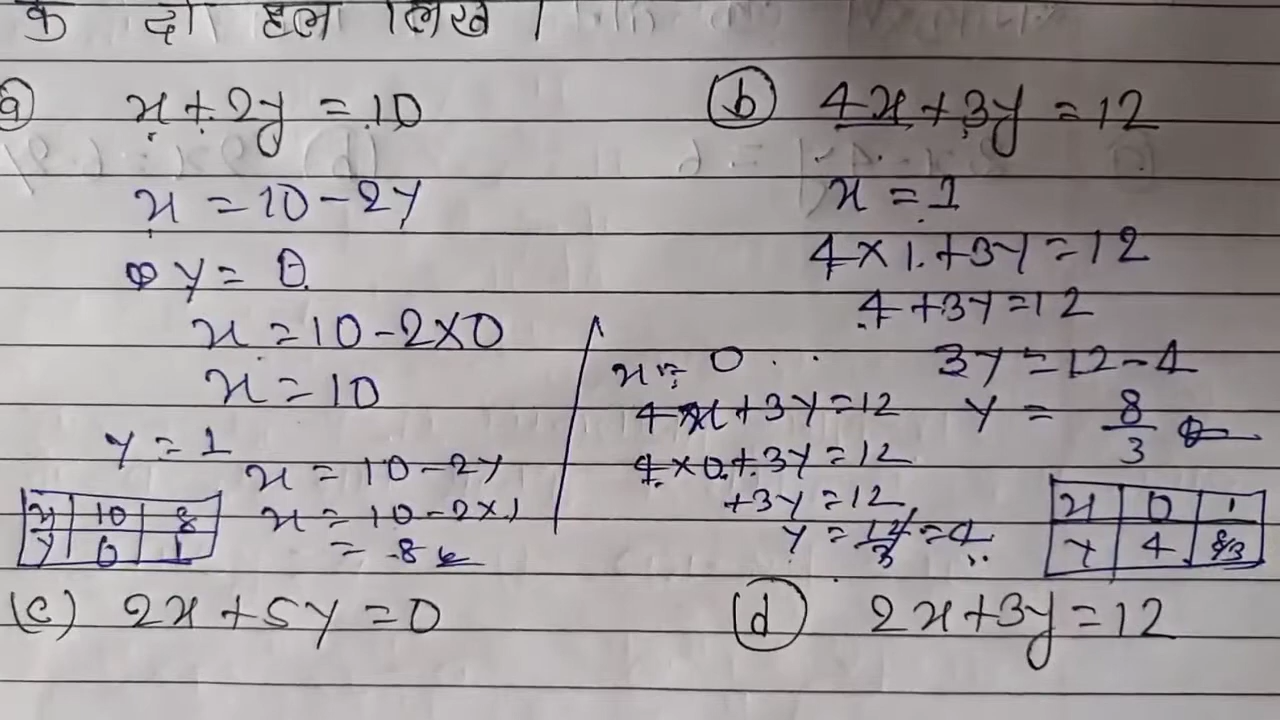 के दो हल लिखे ।
(a) x + 2y = 10
x = 10 - 2y
y = 0
x = 10 - 2×0
x = 10
y = 1
x = 10 - 2y
x = 10 - 2×1
= 8
x 10 8
y 0 1
(b) 4x + 3y = 12
x = 1
4×1 + 3y = 12
4 + 3y = 12
3y = 12 - 4
y = 8/3
x = 0
4x + 3y = 12
4×0 + 3y = 12
+3y = 12
y = 12/3 = 4
x 0 1
y 4 8/3
(c) 2x + 5y = 0
(d) 2x + 3y = 12